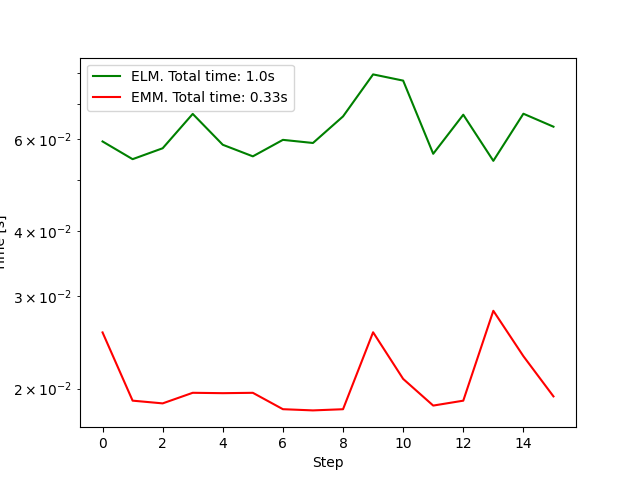 ELM. Total time: 1.0s
EMM. Total time: 0.33s
6 × 10⁻²
4 × 10⁻²
3 × 10⁻²
2 × 10⁻²
0 2 4 6 8 10 12 14
Step